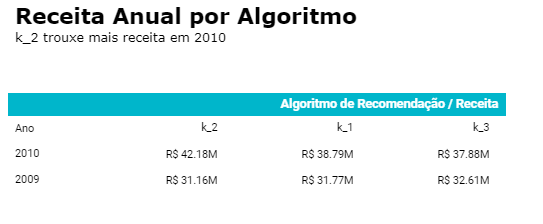 Receita Anual por Algoritmo
k_2 trouxe mais receita em 2010
Algoritmo de Recomendação / Receita
Ano k_2 k_1 k_3
2010 R$ 42.18M R$ 38.79M R$ 37.88M
2009 R$ 31.16M R$ 31.77M R$ 32.61M